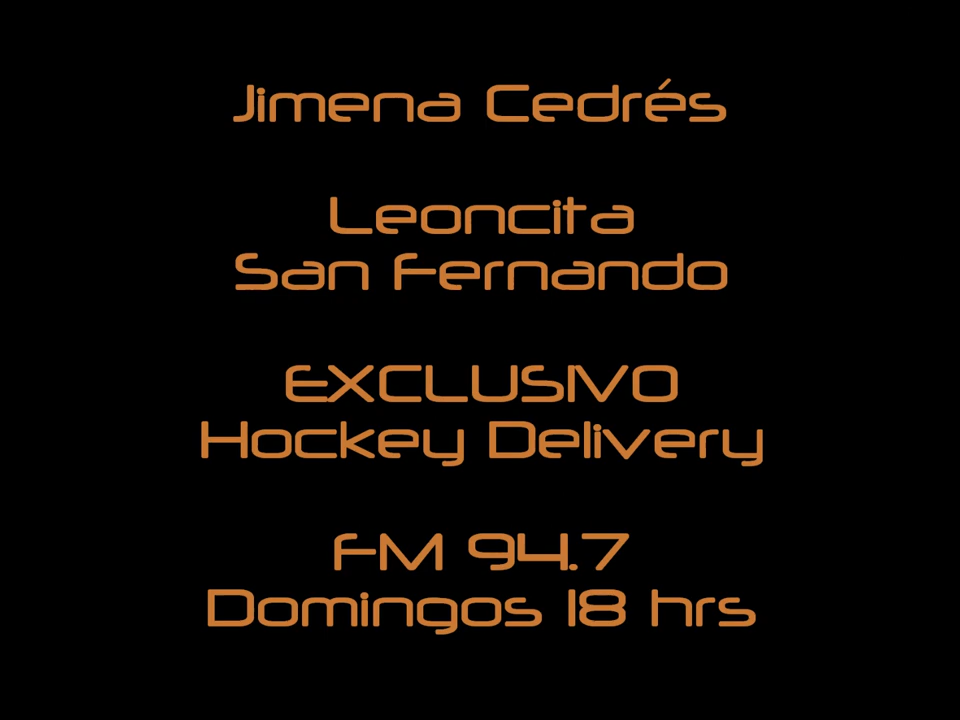 Jimena Cedrés
Leoncita
San Fernando
EXCLUSIVO
Hockey Delivery
FM 94.7
Domingos 18 hrs